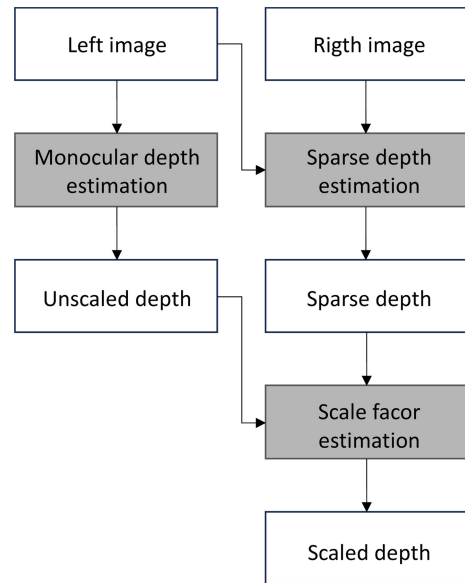 Left image
Rigth image
Monocular depth
estimation
Sparse depth
estimation
Unscaled depth
Sparse depth
Scale facor
estimation
Scaled depth